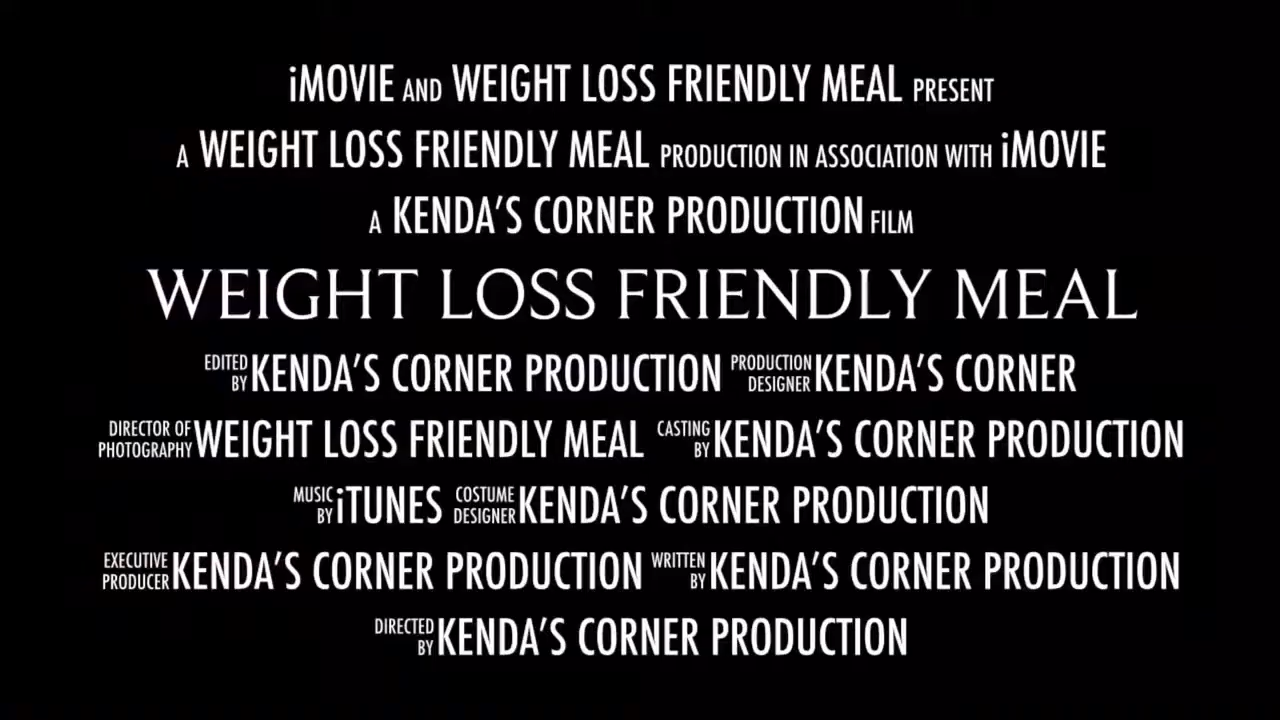 iMOVIE AND WEIGHT LOSS FRIENDLY MEAL PRESENT
A WEIGHT LOSS FRIENDLY MEAL PRODUCTION IN ASSOCIATION WITH iMOVIE
A KENDA'S CORNER PRODUCTION FILM
WEIGHT LOSS FRIENDLY MEAL
EDITED BY KENDA'S CORNER PRODUCTION PRODUCTION DESIGNER KENDA'S CORNER
DIRECTOR OF PHOTOGRAPHY WEIGHT LOSS FRIENDLY MEAL CASTING BY KENDA'S CORNER PRODUCTION
MUSIC BY iTUNES COSTUME DESIGNER KENDA'S CORNER PRODUCTION
EXECUTIVE PRODUCER KENDA'S CORNER PRODUCTION WRITTEN BY KENDA'S CORNER PRODUCTION
DIRECTED BY KENDA'S CORNER PRODUCTION